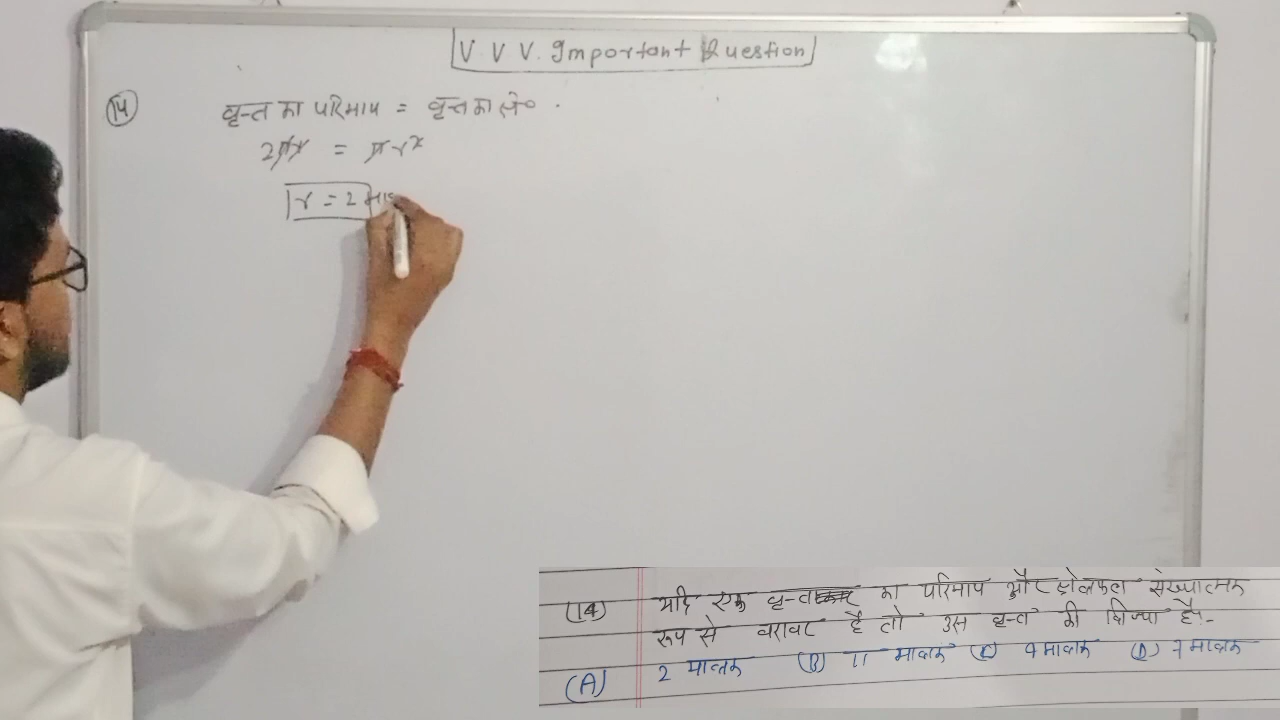 V. V. V. Important Question
14
वृत्त का परिमाप = वृत्त का क्षे० .
2πr = πr²
r = 2 मात्र
(14) यदि एक वृत्त का परिमाप और क्षेत्रफल संख्यात्मक
रूप से बराबर है तो उस वृत्त की त्रिज्या है:-
(A) 2 मात्रक (B) π मात्रक (C) 4 मात्रक (D) 7 मात्रक